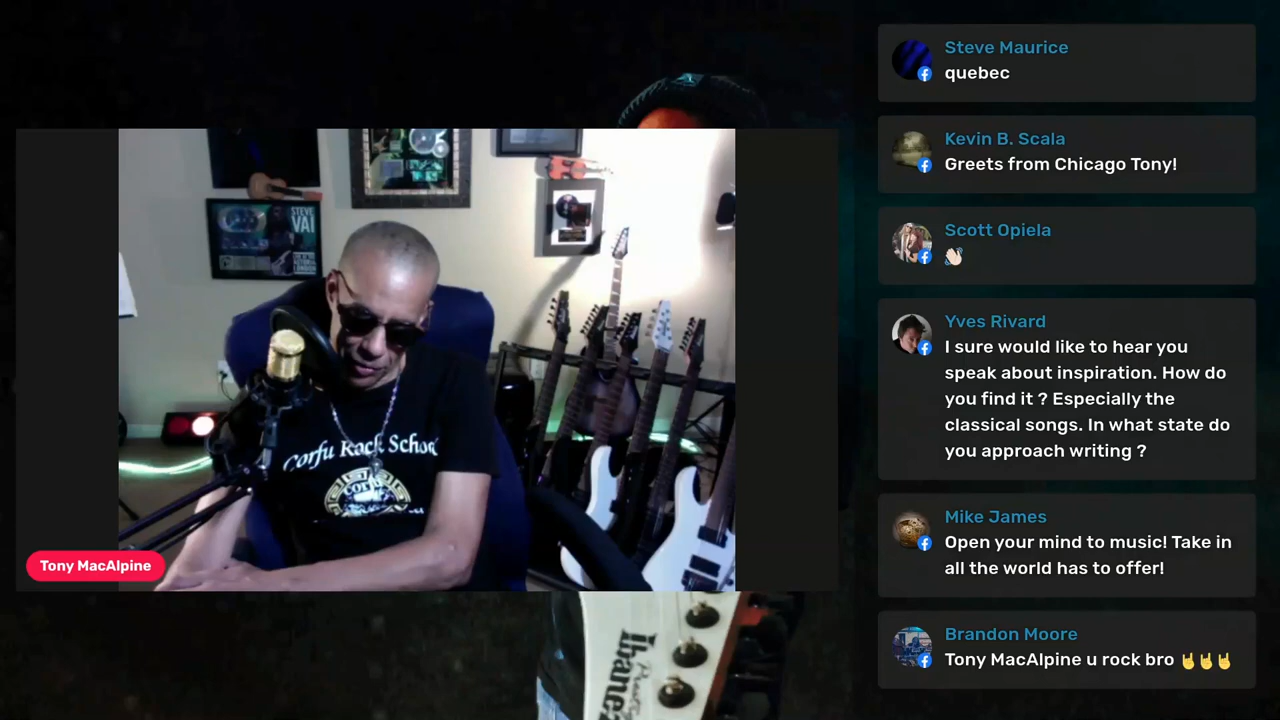 STEVE
VAI
Corfu Rock School
Corfu
Tony MacAlpine
Ibanez
Prestige
Steve Maurice
quebec
Kevin B. Scala
Greets from Chicago Tony!
Scott Opiela
👋🏻
Yves Rivard
I sure would like to hear you
speak about inspiration. How do
you find it ? Especially the
classical songs. In what state do
you approach writing ?
Mike James
Open your mind to music! Take in
all the world has to offer!
Brandon Moore
Tony MacAlpine u rock bro 🤘🤘🤘